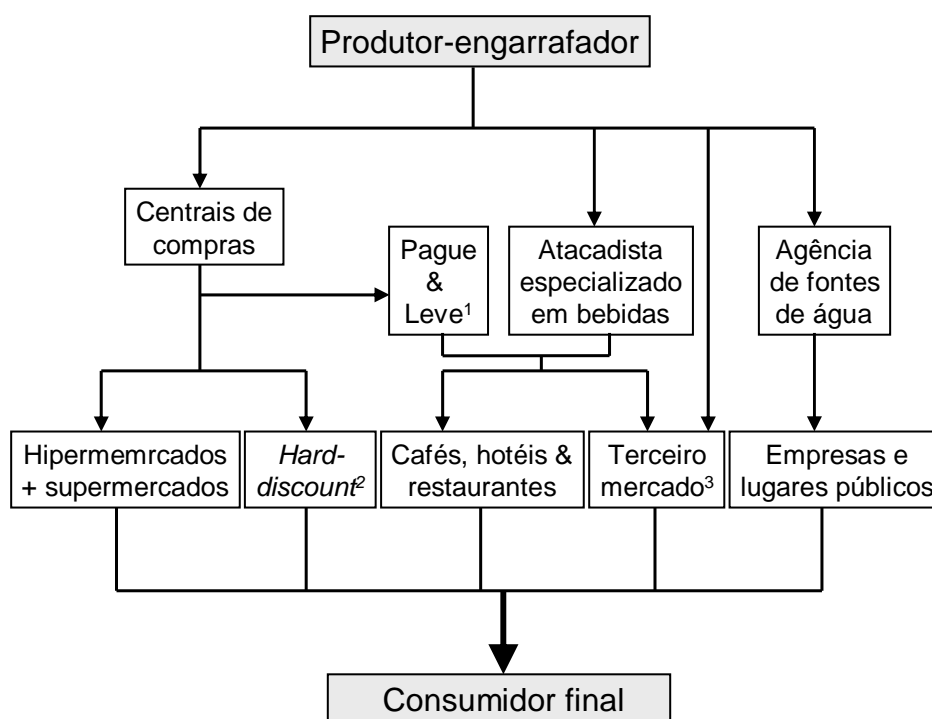 Produtor-engarrafador
Centrais de
compras
Pague
&
Leve¹
Atacadista
especializado
em bebidas
Agência
de fontes
de água
Hipermemrcados
+ supermercados
Hard-
discount²
Cafés, hotéis &
restaurantes
Terceiro
mercado³
Empresas e
lugares públicos
Consumidor final